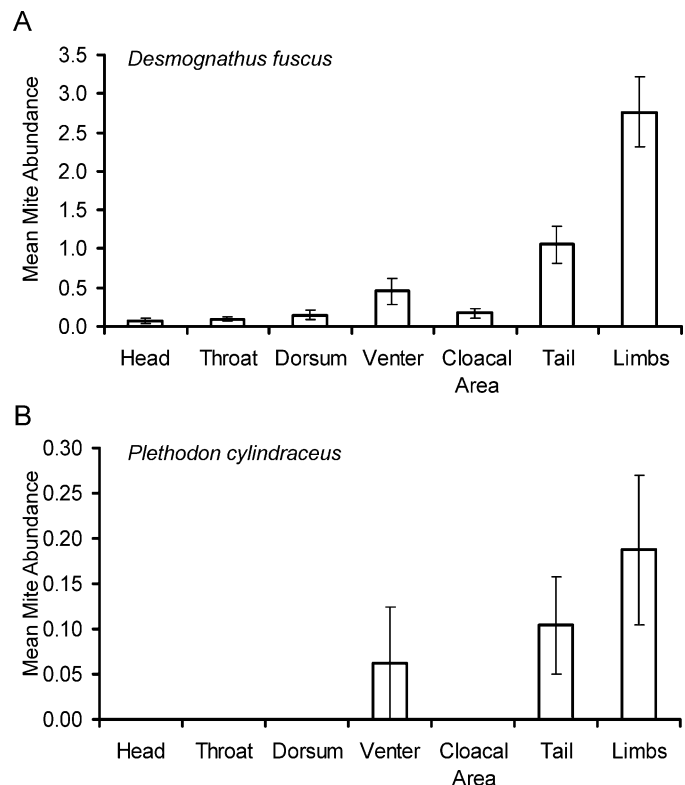 A
Desmognathus fuscus
Mean Mite Abundance
3.5
3.0
2.5
2.0
1.5
1.0
0.5
0.0
Head Throat Dorsum Venter Cloacal Tail Limbs
Area
B
Plethodon cylindraceus
Mean Mite Abundance
0.30
0.25
0.20
0.15
0.10
0.05
0.00
Head Throat Dorsum Venter Cloacal Tail Limbs
Area